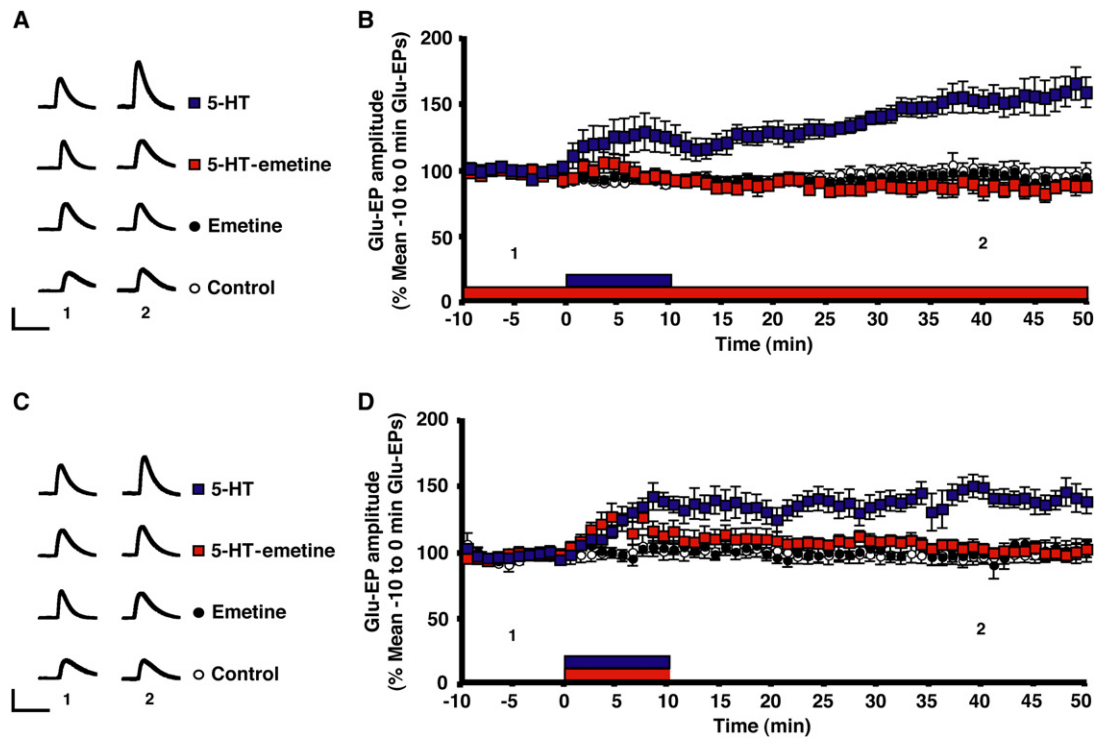 A
5-HT
5-HT-emetine
Emetine
Control
1 2
B
Glu-EP amplitude
(% Mean -10 to 0 min Glu-EPs)
200
150
100
50
0
1
2
-10 -5 0 5 10 15 20 25 30 35 40 45 50
Time (min)
C
5-HT
5-HT-emetine
Emetine
Control
1 2
D
Glu-EP amplitude
(% Mean -10 to 0 min Glu-EPs)
200
150
100
50
0
1
2
-10 -5 0 5 10 15 20 25 30 35 40 45 50
Time (min)